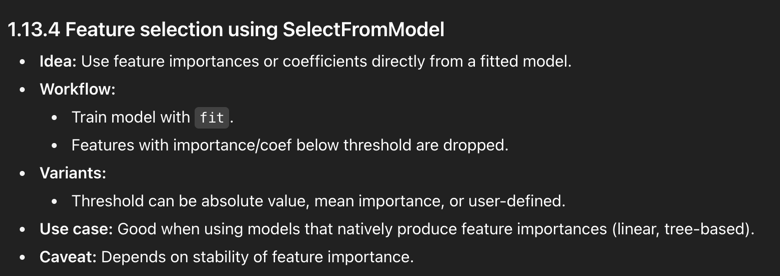 1.13.4 Feature selection using SelectFromModel
• Idea: Use feature importances or coefficients directly from a fitted model.
• Workflow:
• Train model with fit.
• Features with importance/coef below threshold are dropped.
• Variants:
• Threshold can be absolute value, mean importance, or user-defined.
• Use case: Good when using models that natively produce feature importances (linear, tree-based).
• Caveat: Depends on stability of feature importance.